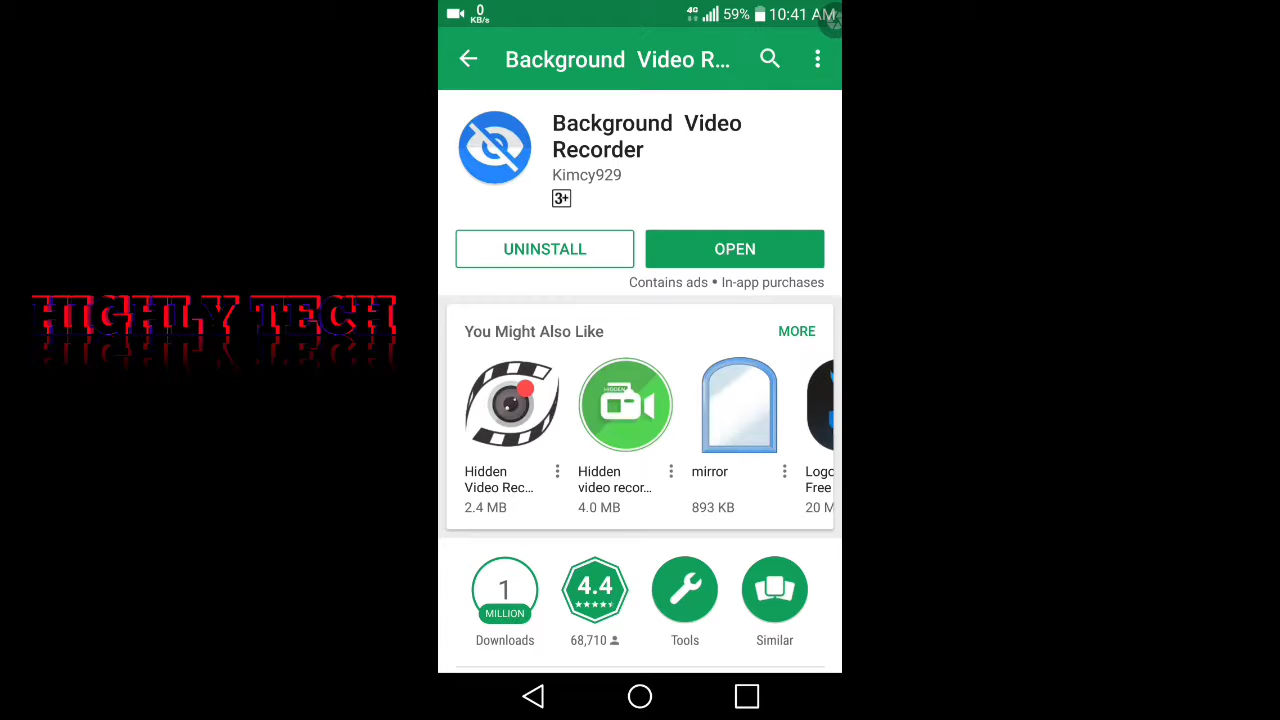 0
KB/s
4G
59%
10:41 AM
Background Video R...
Background Video
Recorder
Kimcy929
3+
UNINSTALL
OPEN
Contains ads • In-app purchases
HIGHLY TECH
You Might Also Like
MORE
HIDDEN
Hidden
Video Rec...
2.4 MB
Hidden
video recor...
4.0 MB
mirror
893 KB
Logo
Free
20 M
1
MILLION
Downloads
4.4
68,710
Tools
Similar